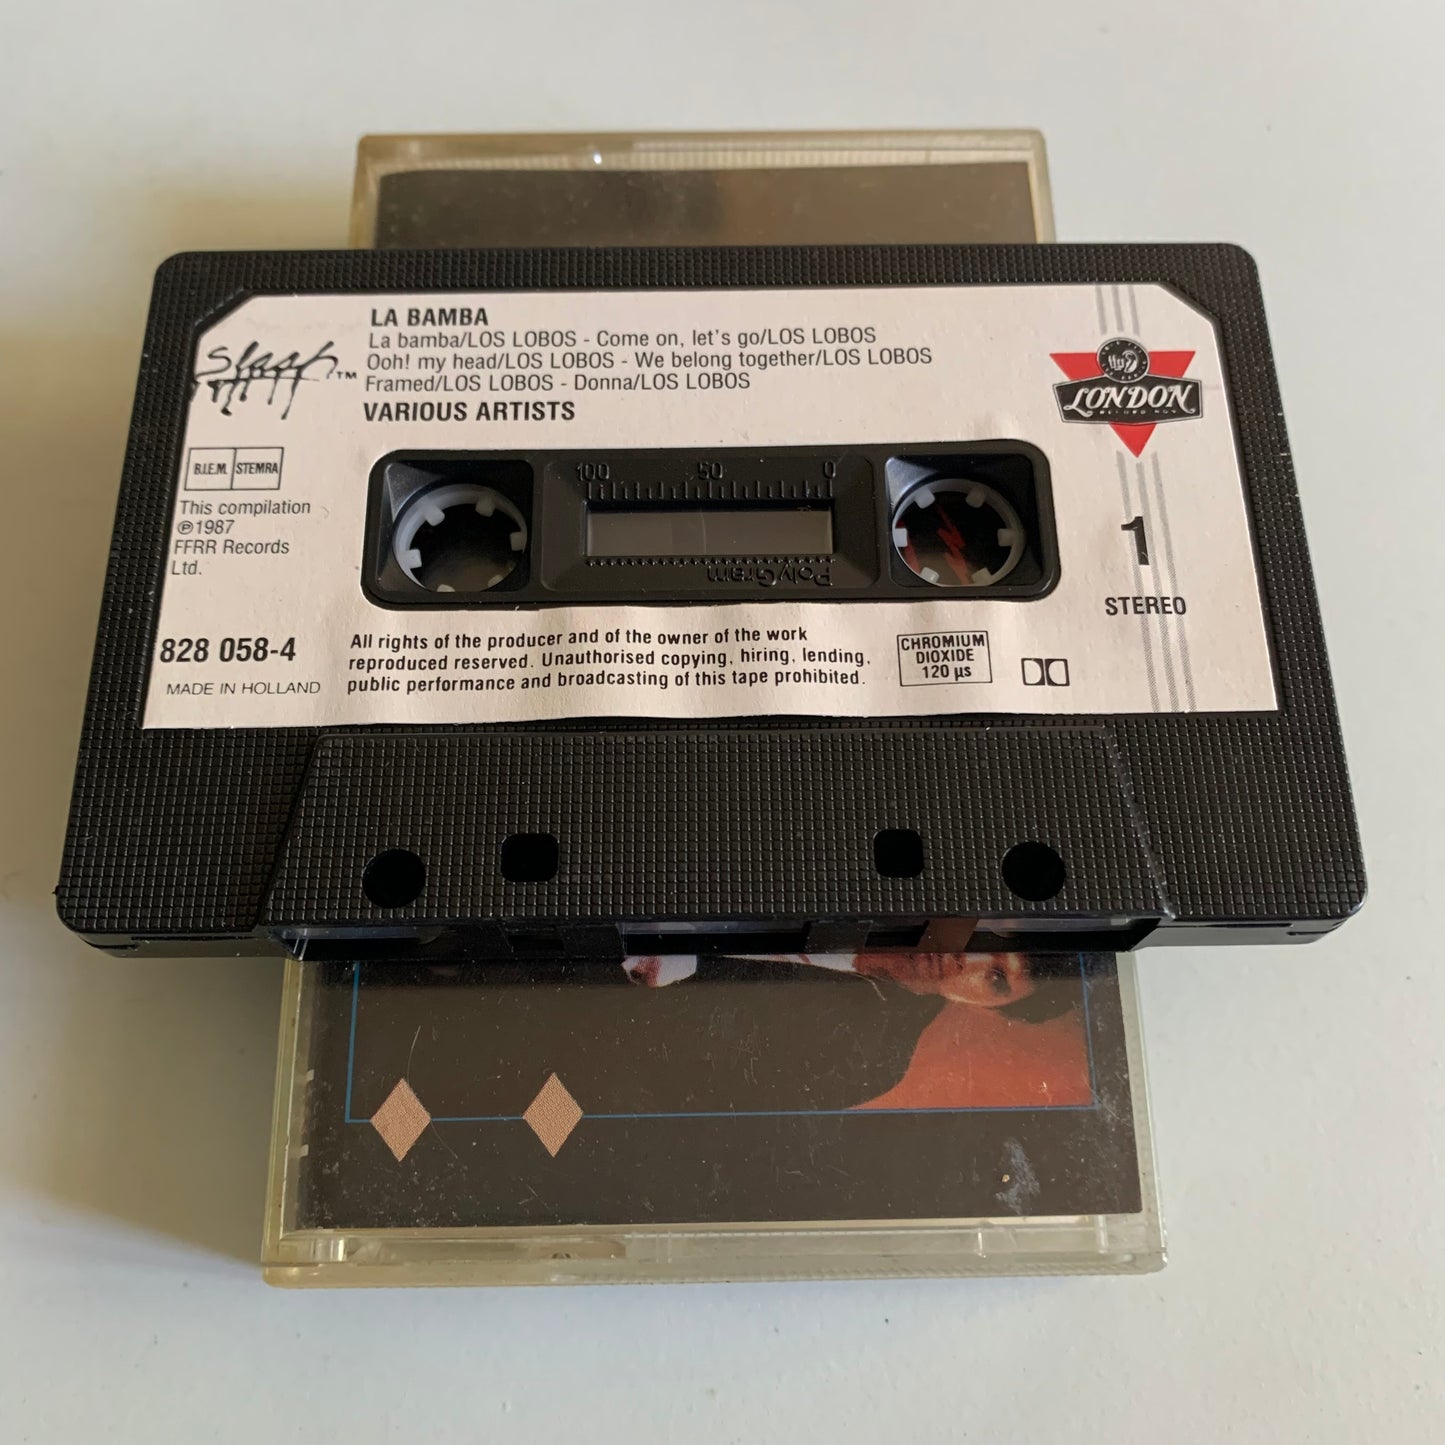 LA BAMBA
La bamba/LOS LOBOS - Come on, let's go/LOS LOBOS
Ooh! my head/LOS LOBOS - We belong together/LOS LOBOS
Framed/LOS LOBOS - Donna/LOS LOBOS
VARIOUS ARTISTS
Slash TM
ffrr
LONDON
B.I.E.M. STEMRA
This compilation
℗1987
FFRR Records
Ltd.
100 50 0
PolyGram
1
STEREO
828 058-4
MADE IN HOLLAND
All rights of the producer and of the owner of the work
reproduced reserved. Unauthorised copying, hiring, lending,
public performance and broadcasting of this tape prohibited.
CHROMIUM
DIOXIDE
120 µs